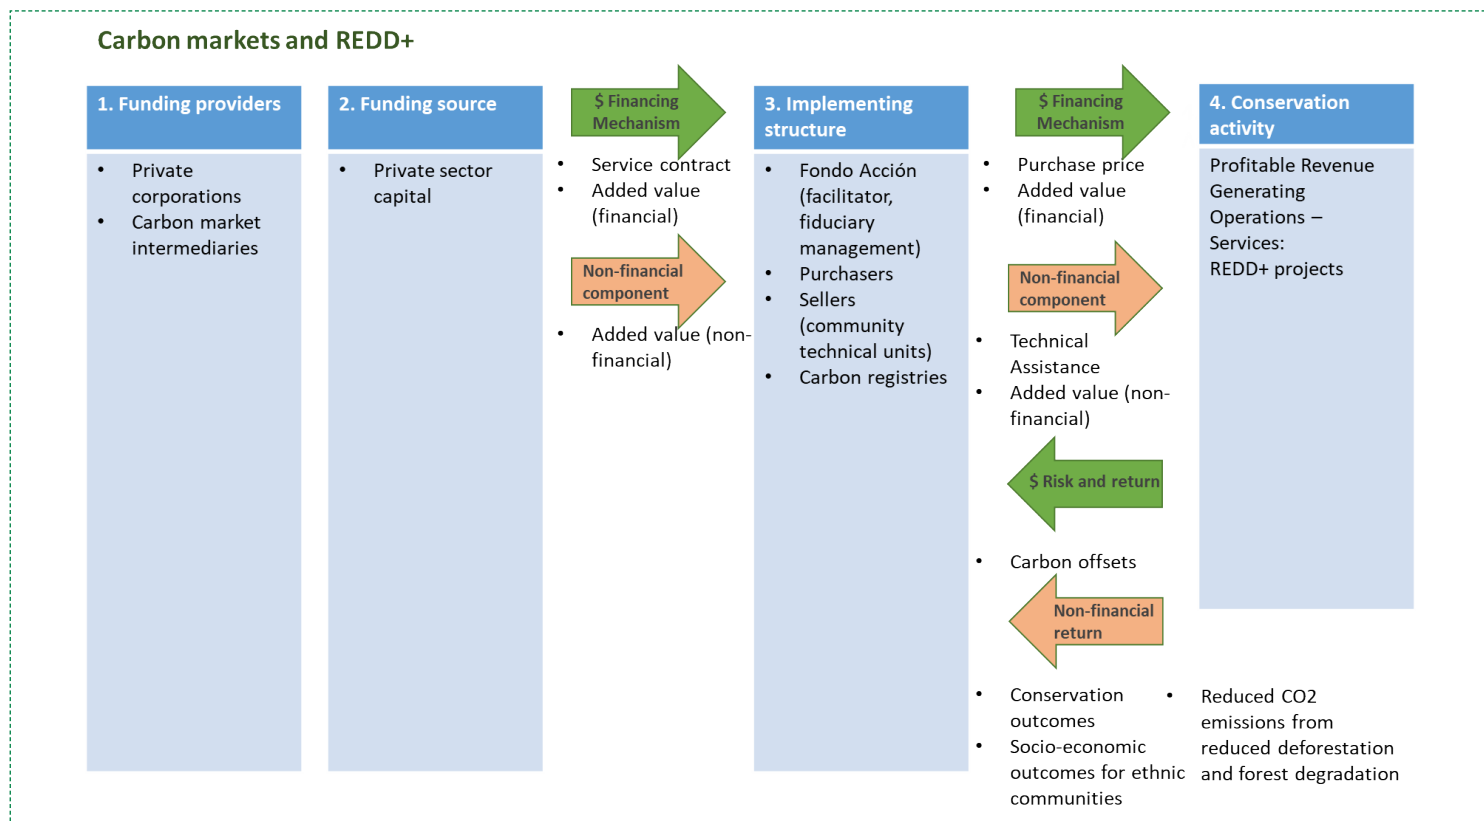 Carbon markets and REDD+
1. Funding providers
• Private
corporations
• Carbon market
intermediaries
2. Funding source
• Private sector
capital
$ Financing
Mechanism
• Service contract
• Added value
(financial)
Non-financial
component
• Added value (non-
financial)
3. Implementing
structure
• Fondo Acción
(facilitator,
fiduciary
management)
• Purchasers
• Sellers
(community
technical units)
• Carbon registries
$ Financing
Mechanism
• Purchase price
• Added value
(financial)
Non-financial
component
• Technical
Assistance
• Added value (non-
financial)
$ Risk and return
• Carbon offsets
Non-financial
return
• Conservation
outcomes
• Socio-economic
outcomes for ethnic
communities
4. Conservation
activity
Profitable Revenue
Generating
Operations –
Services:
REDD+ projects
• Reduced CO2
emissions from
reduced deforestation
and forest degradation